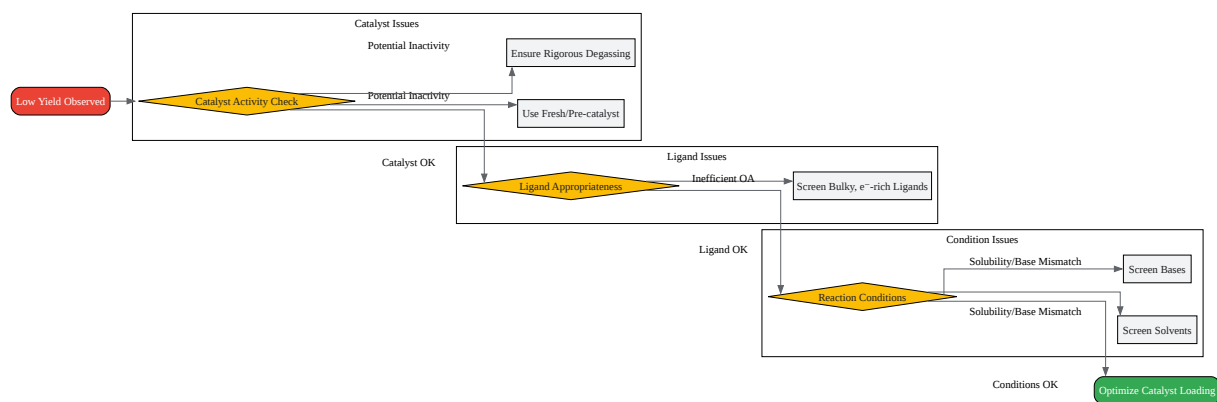 Catalyst Issues
Potential Inactivity
Ensure Rigorous Degassing
Low Yield Observed
Catalyst Activity Check
Potential Inactivity
Use Fresh/Pre-catalyst
Catalyst OK
Ligand Issues
Ligand Appropriateness
Inefficient OA
Screen Bulky, e⁻-rich Ligands
Ligand OK
Condition Issues
Solubility/Base Mismatch
Screen Bases
Reaction Conditions
Solubility/Base Mismatch
Screen Solvents
Conditions OK
Optimize Catalyst Loading